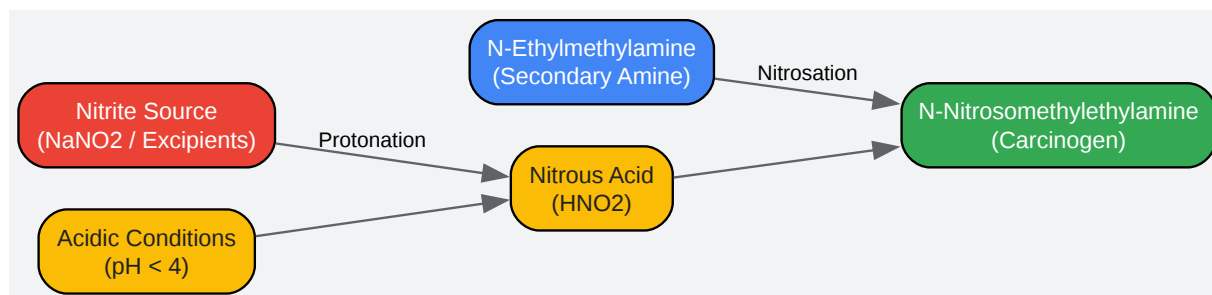 N-Ethylmethylamine
(Secondary Amine)
Nitrosation
Nitrite Source
(NaNO2 / Excipients)
N-Nitrosomethylethylamine
(Carcinogen)
Protonation
Nitrous Acid
(HNO2)
Acidic Conditions
(pH < 4)